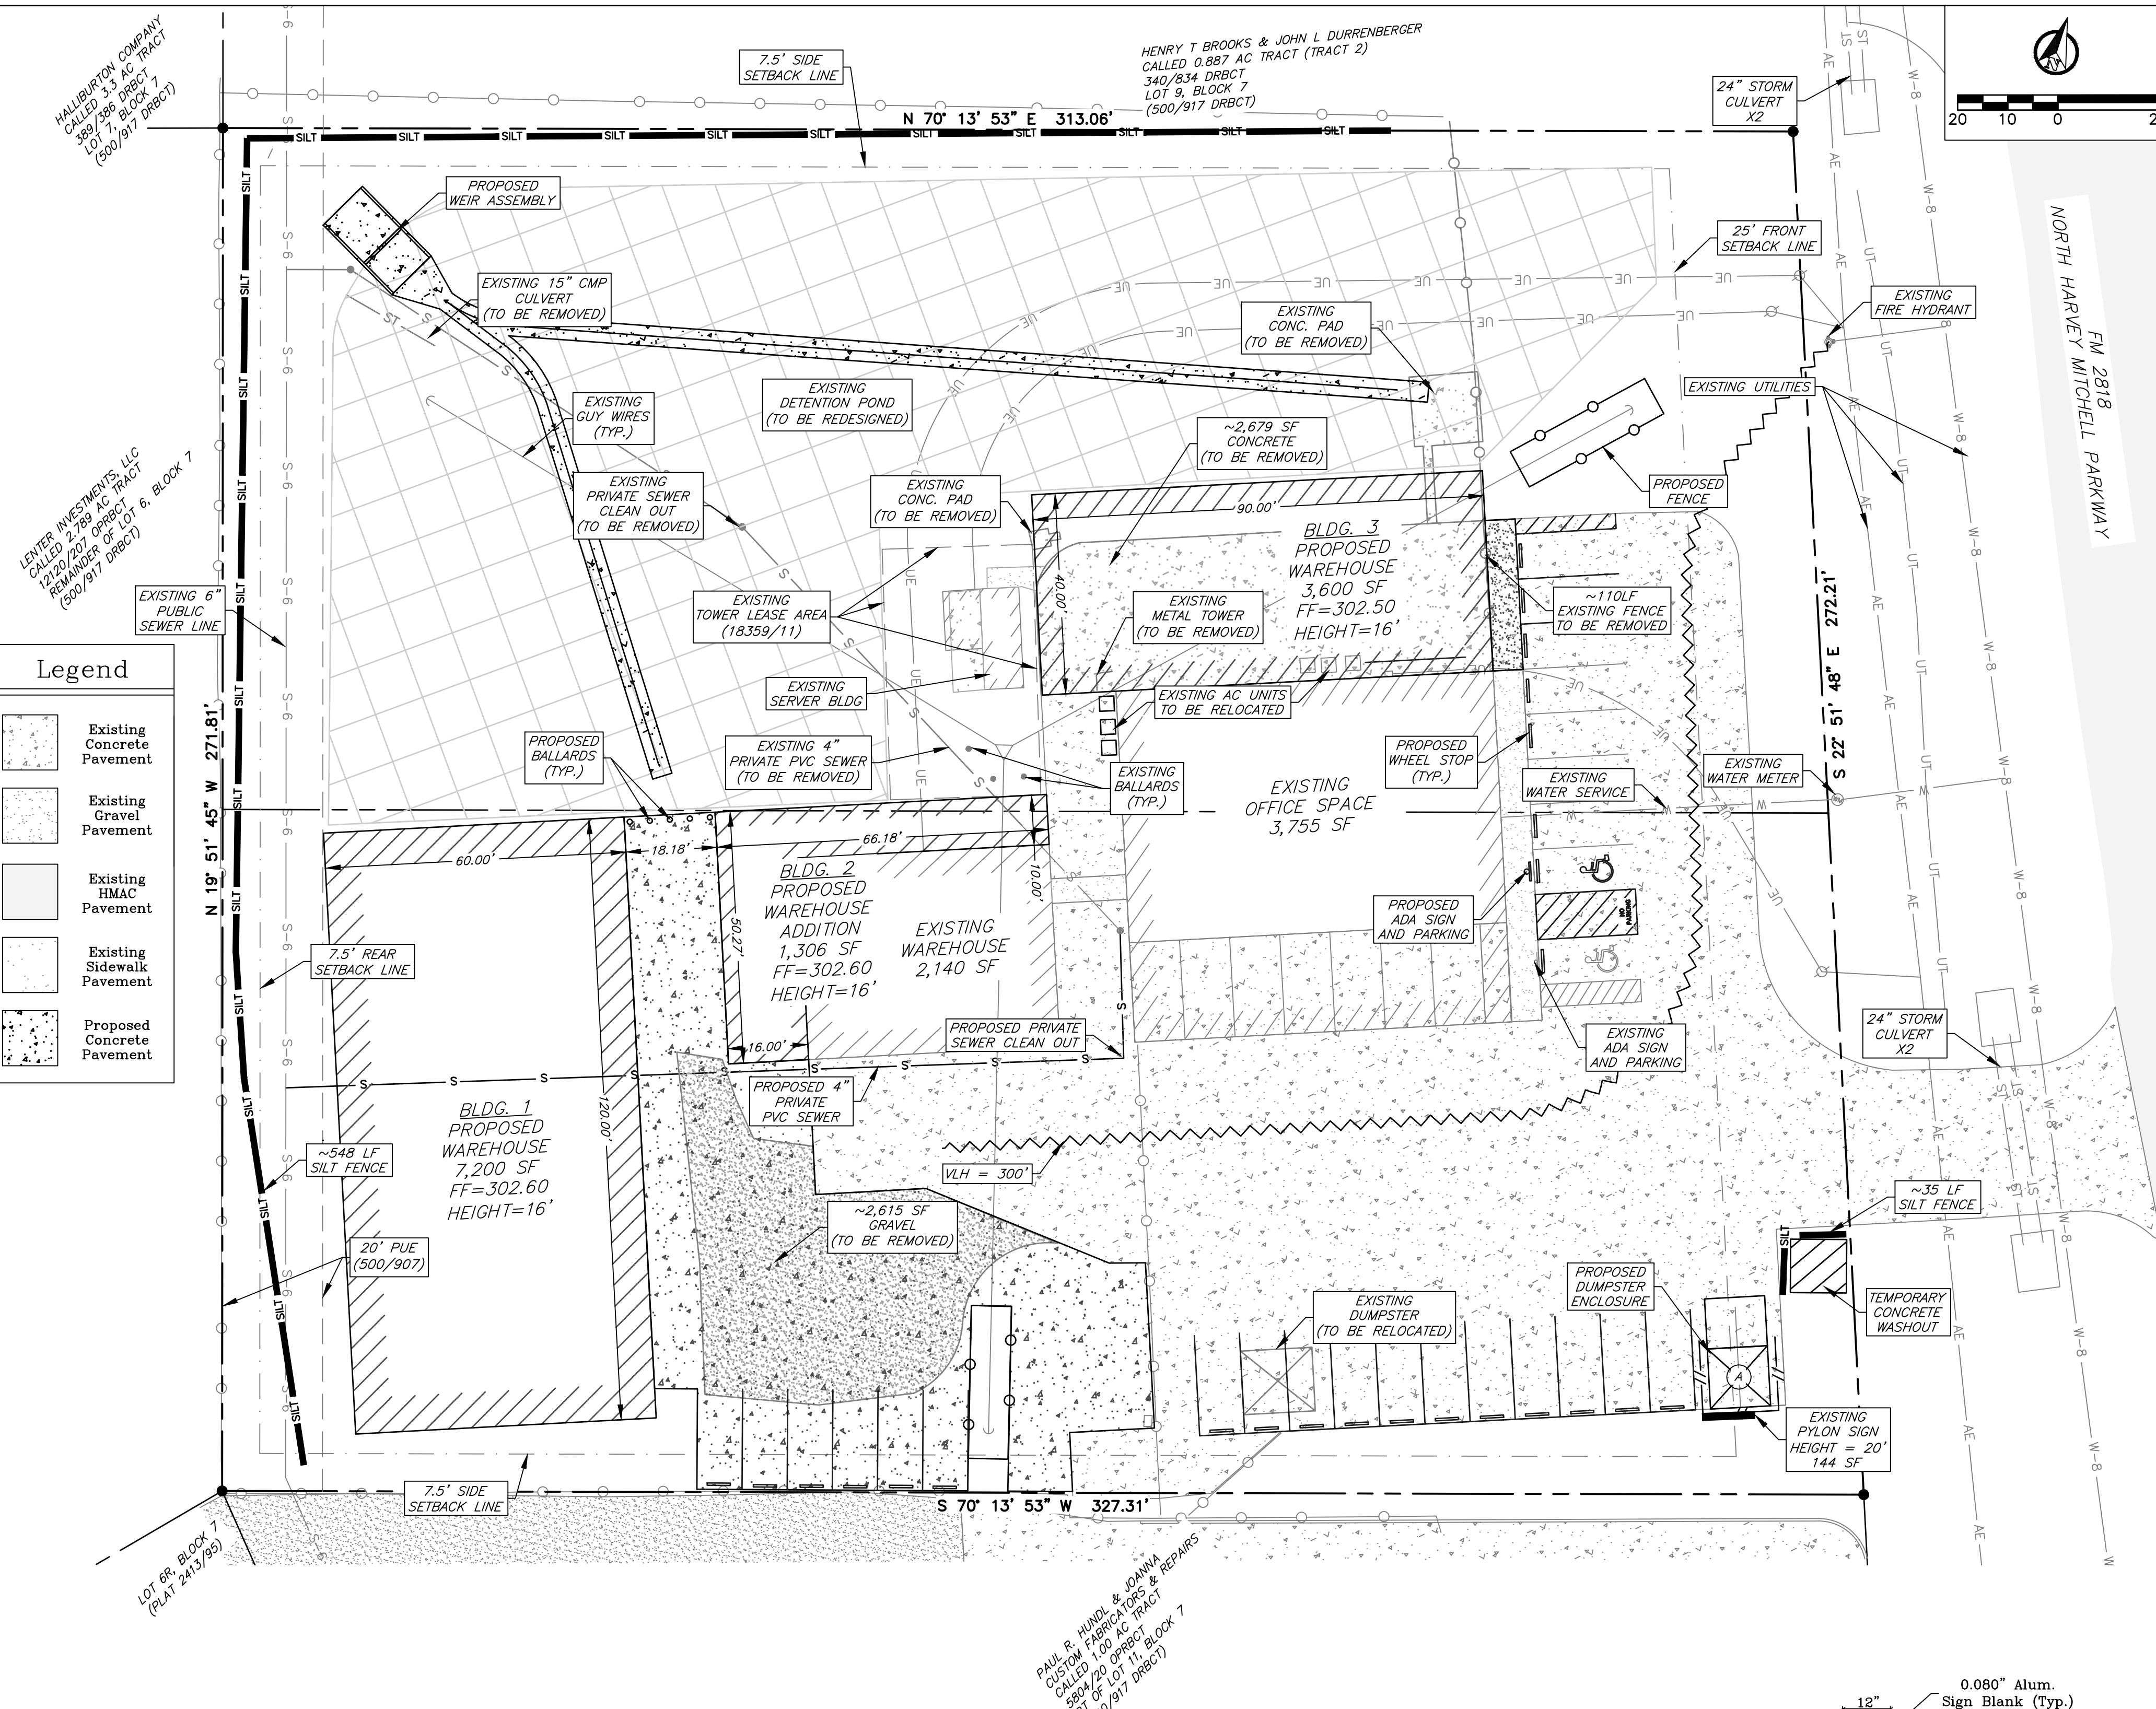 HALLIBURTON COMPANY
CALLED 3.3 AC TRACT
389/386 DRBCT
LOT 7, BLOCK 7
(500/917 DRBCT)
7.5' SIDE
SETBACK LINE
HENRY T BROOKS & JOHN L DURRENBERGER
CALLED 0.887 AC TRACT (TRACT 2)
340/834 DRBCT
LOT 9, BLOCK 7
(500/917 DRBCT)
24" STORM
CULVERT
X2
20 10 0
N 70° 13' 53" E 313.06'
PROPOSED
WEIR ASSEMBLY
25' FRONT
SETBACK LINE
NORTH HARVEY MITCHELL PARKWAY
FM 2818
EXISTING 15" CMP
CULVERT
(TO BE REMOVED)
EXISTING
CONC. PAD
(TO BE REMOVED)
EXISTING
FIRE HYDRANT
EXISTING
GUY WIRES
(TYP.)
EXISTING
DETENTION POND
(TO BE REDESIGNED)
EXISTING UTILITIES
~2,679 SF
CONCRETE
(TO BE REMOVED)
EXISTING
PRIVATE SEWER
CLEAN OUT
(TO BE REMOVED)
EXISTING
CONC. PAD
(TO BE REMOVED)
PROPOSED
FENCE
LENTER INVESTMENTS, LLC
CALLED 2.789 AC TRACT
12120/207 OPRBCT
REMAINDER OF LOT 6, BLOCK 7
(500/917 DRBCT)
90.00'
40.00'
BLDG. 3
PROPOSED
WAREHOUSE
3,600 SF
FF=302.50
HEIGHT=16'
EXISTING 6"
PUBLIC
SEWER LINE
EXISTING
TOWER LEASE AREA
(18359/11)
EXISTING
METAL TOWER
(TO BE REMOVED)
~110LF
EXISTING FENCE
TO BE REMOVED
S 22° 51' 48" E 272.21'
Legend
Existing
Concrete
Pavement
Existing
Gravel
Pavement
Existing
HMAC
Pavement
Existing
Sidewalk
Pavement
Proposed
Concrete
Pavement
EXISTING
SERVER BLDG
EXISTING AC UNITS
TO BE RELOCATED
N 19° 51' 45" W 271.81'
PROPOSED
BALLARDS
(TYP.)
EXISTING 4"
PRIVATE PVC SEWER
(TO BE REMOVED)
EXISTING
BALLARDS
(TYP.)
PROPOSED
WHEEL STOP
(TYP.)
EXISTING
WATER SERVICE
EXISTING
WATER METER
EXISTING
OFFICE SPACE
3,755 SF
60.00'
18.18'
66.18'
10.00'
50.27'
BLDG. 2
PROPOSED
WAREHOUSE
ADDITION
1,306 SF
FF=302.60
HEIGHT=16'
EXISTING
WAREHOUSE
2,140 SF
PROPOSED
ADA SIGN
AND PARKING
NO
PARKING
7.5' REAR
SETBACK LINE
16.00'
PROPOSED PRIVATE
SEWER CLEAN OUT
EXISTING
ADA SIGN
AND PARKING
24" STORM
CULVERT
X2
PROPOSED 4"
PRIVATE
PVC SEWER
120.00'
BLDG. 1
PROPOSED
WAREHOUSE
7,200 SF
FF=302.60
HEIGHT=16'
~548 LF
SILT FENCE
VLH = 300'
~35 LF
SILT FENCE
~2,615 SF
GRAVEL
(TO BE REMOVED)
20' PUE
(500/907)
PROPOSED
DUMPSTER
ENCLOSURE
EXISTING
DUMPSTER
(TO BE RELOCATED)
TEMPORARY
CONCRETE
WASHOUT
A
EXISTING
PYLON SIGN
HEIGHT = 20'
144 SF
7.5' SIDE
SETBACK LINE
S 70° 13' 53" W 327.31'
LOT 6R, BLOCK 7
(PLAT 2413/95)
PAUL R. HUNDL & JOANNA
CUSTOM FABRICATORS & REPAIRS
CALLED 1.00 AC TRACT
5804/20 OPRBCT
OF LOT 11, BLOCK 7
/917 DRBCT)
12"
0.080" Alum.
Sign Blank (Typ.)